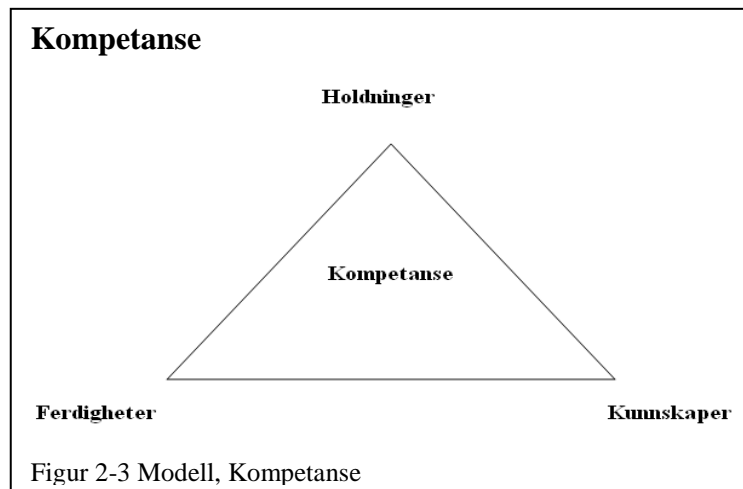 Kompetanse
Holdninger
Kompetanse
Ferdigheter Kunnskaper
Figur 2-3 Modell, Kompetanse